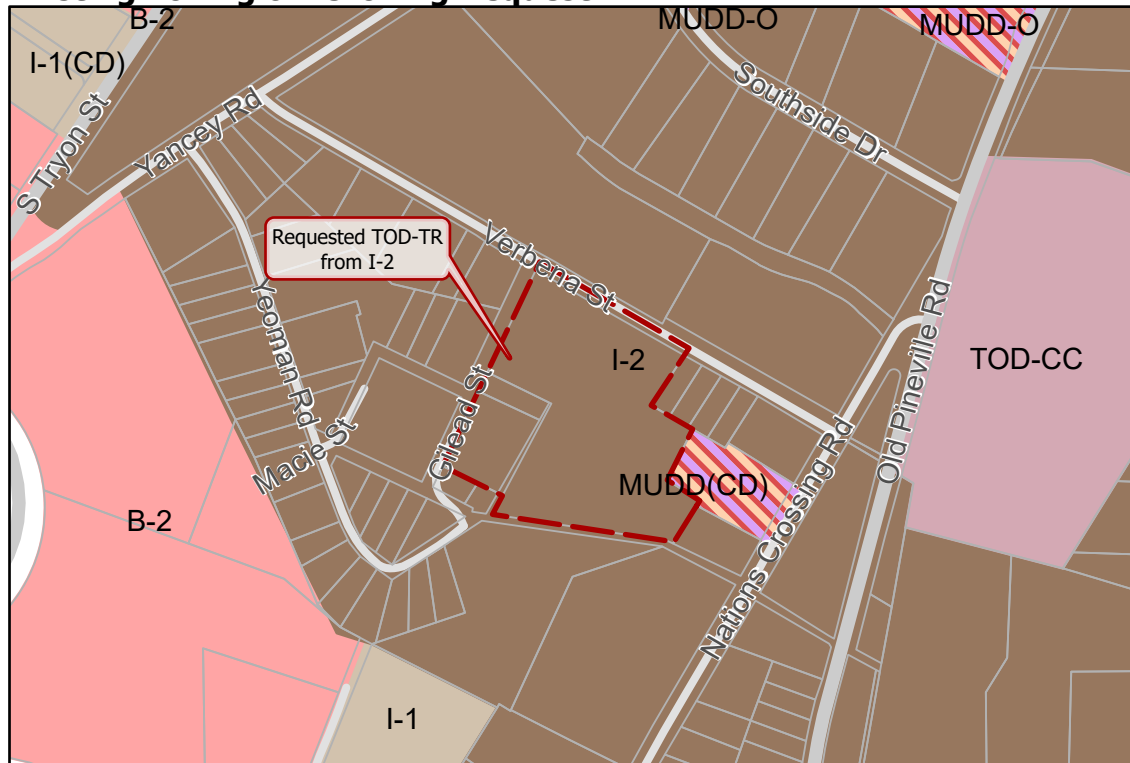 B-2
MUDD-O
MUDD-O
I-1(CD)
S Tryon St
Yancey Rd
Southside Dr
Requested TOD-TR
from I-2
Verbena St
Yeoman Rd
I-2
Old Pineville Rd
TOD-CC
Gilead St
Macie St
MUDD(CD)
B-2
Nations Crossing Rd
I-1